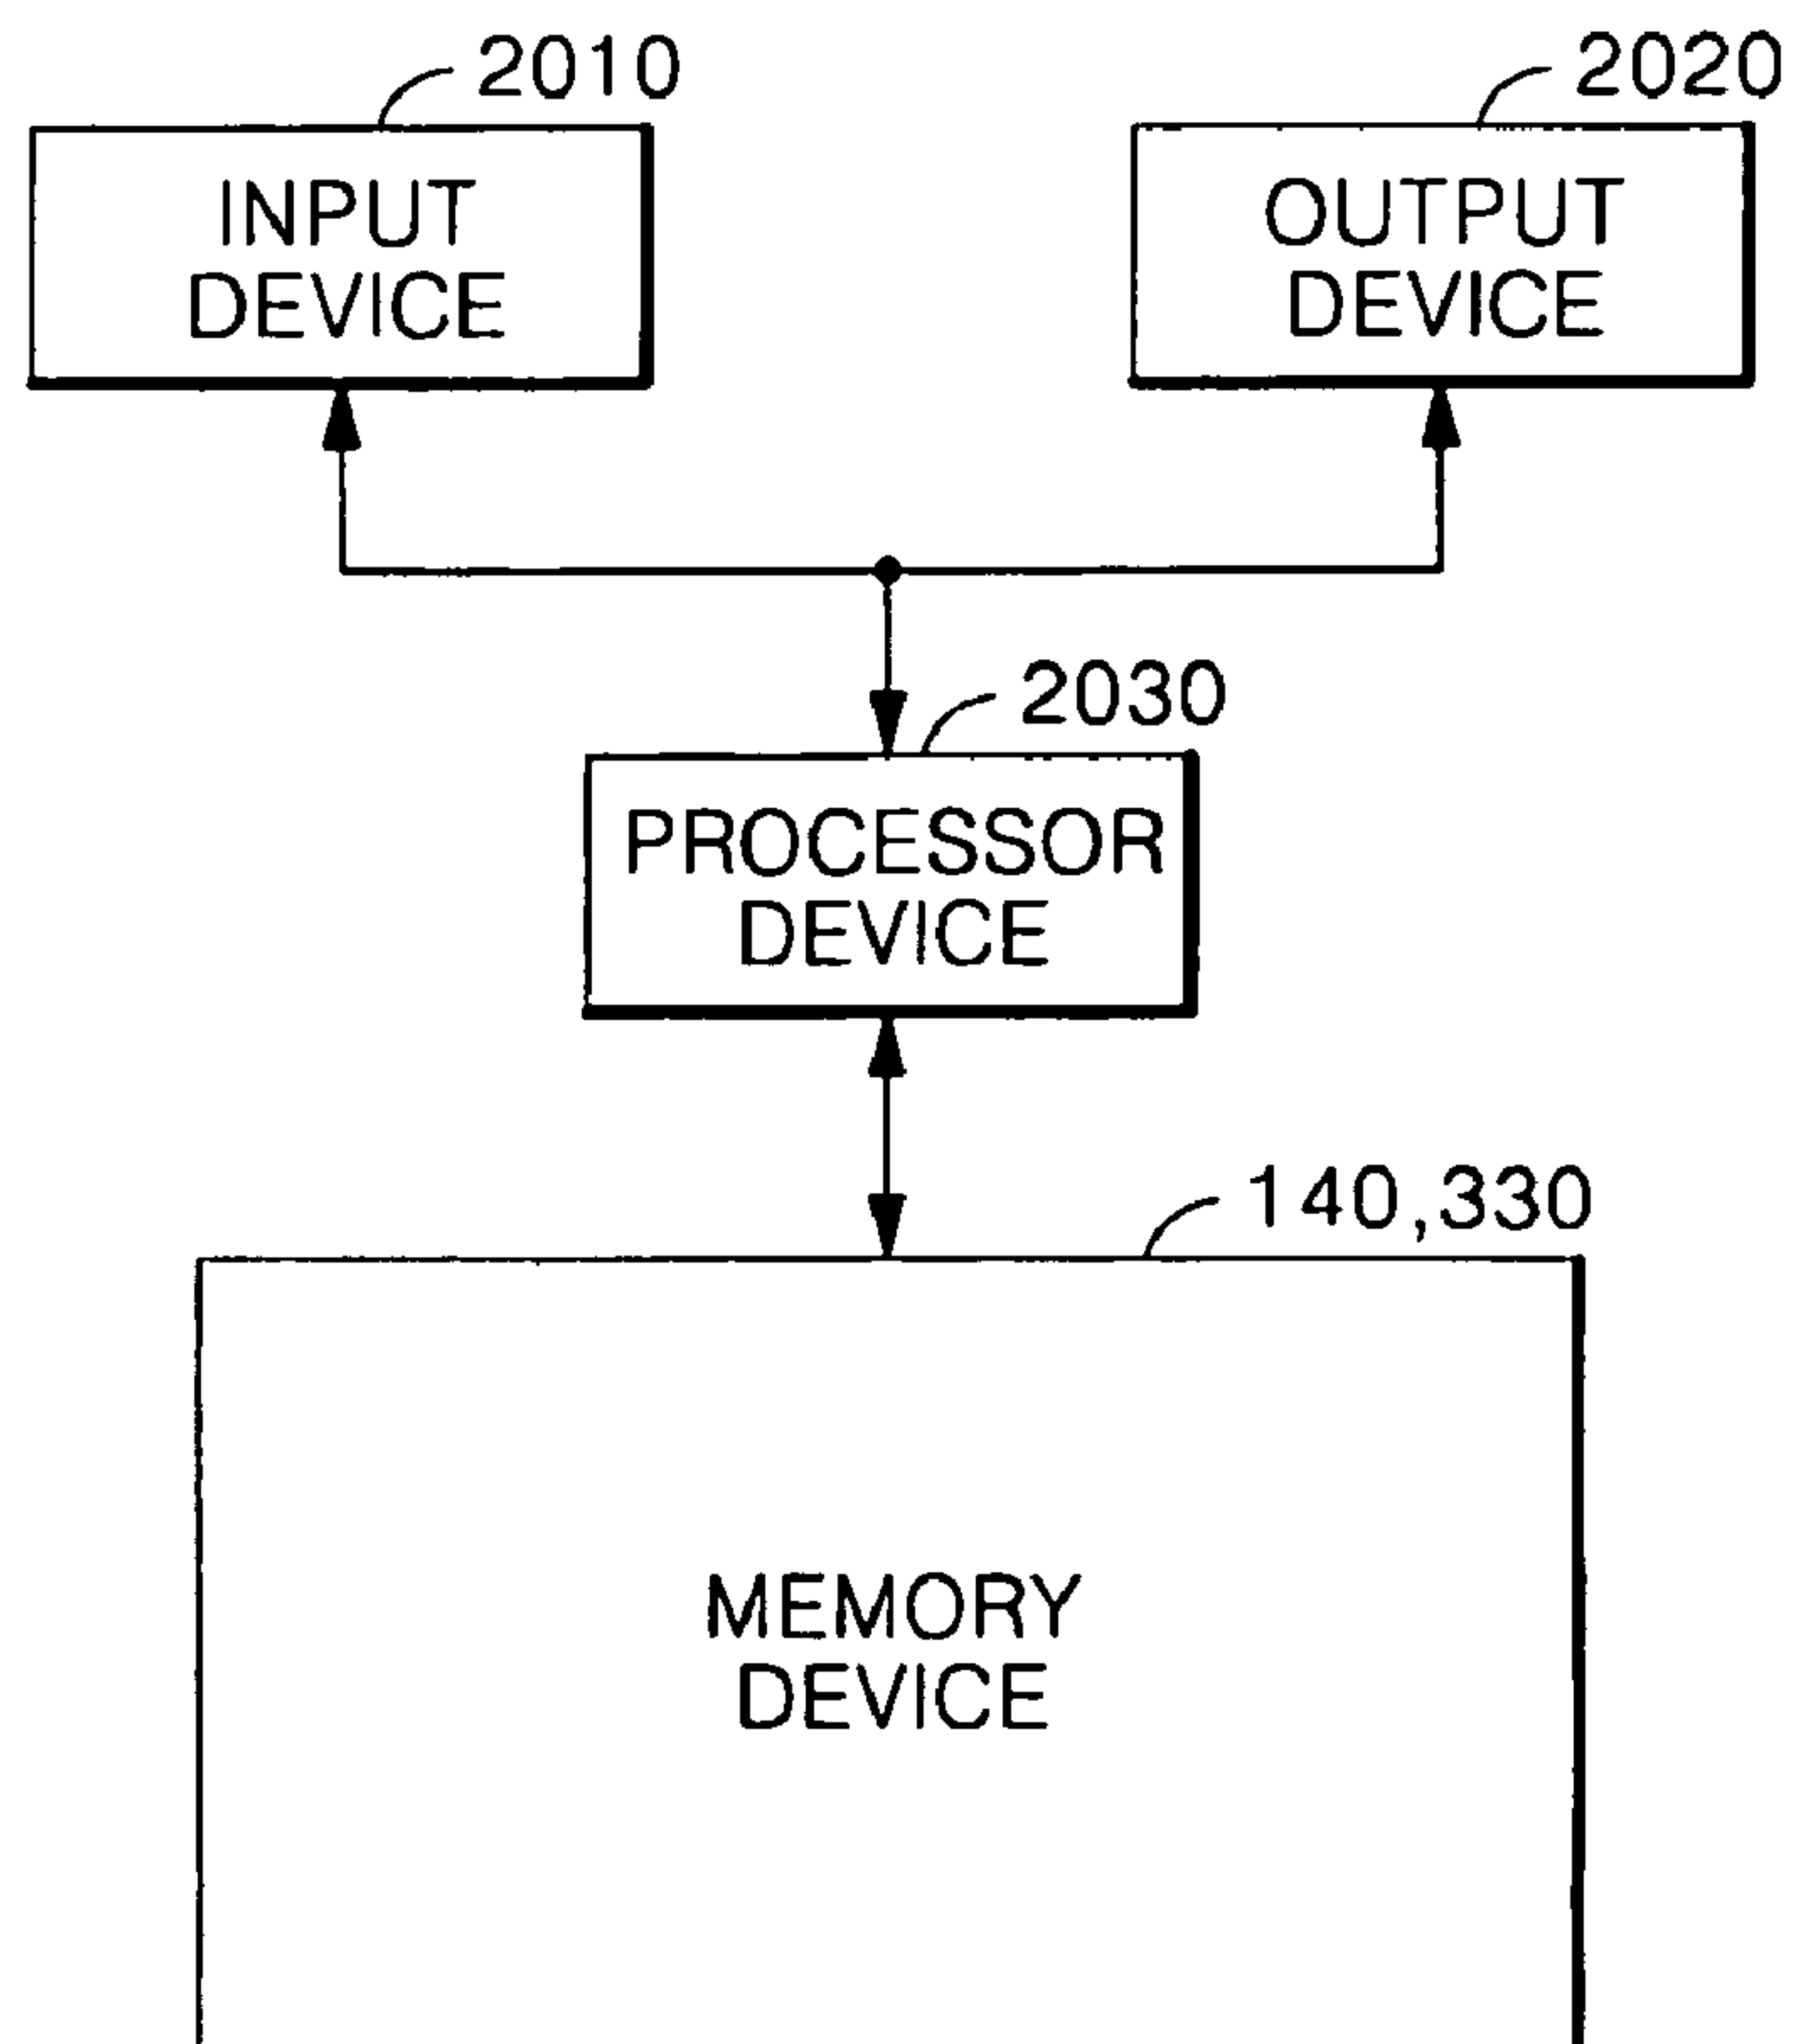 2010
2020
INPUT
DEVICE
OUTPUT
DEVICE
2030
PROCESSOR
DEVICE
140,330
MEMORY
DEVICE